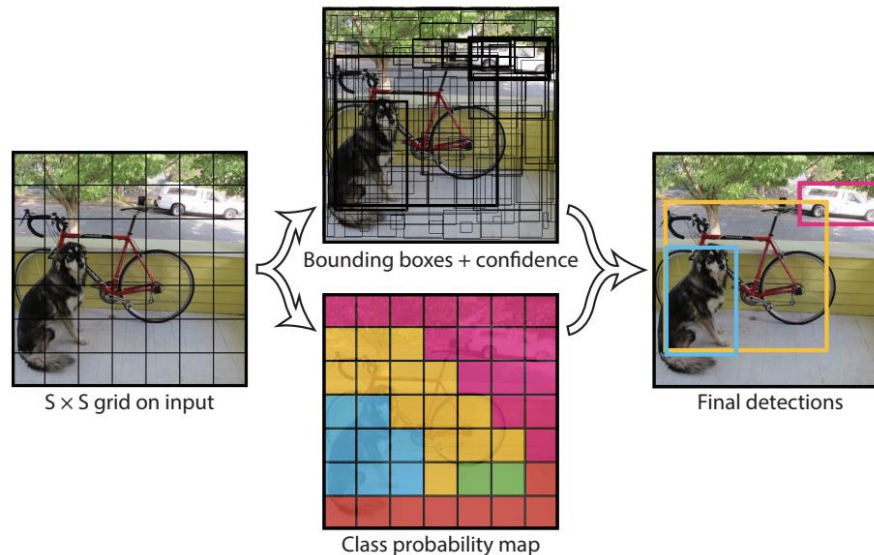 Bounding boxes + confidence
S × S grid on input
Final detections
Class probability map